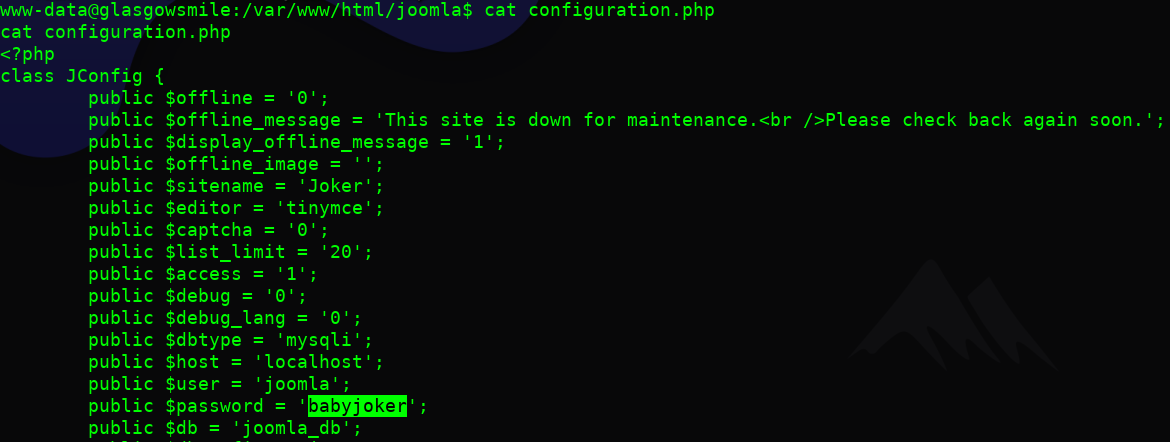 www-data@glasgowsmile:/var/www/html/joomla$ cat configuration.php
cat configuration.php
<?php
class JConfig {
        public $offline = '0';
        public $offline_message = 'This site is down for maintenance.<br />Please check back again soon.';
        public $display_offline_message = '1';
        public $offline_image = '';
        public $sitename = 'Joker';
        public $editor = 'tinymce';
        public $captcha = '0';
        public $list_limit = '20';
        public $access = '1';
        public $debug = '0';
        public $debug_lang = '0';
        public $dbtype = 'mysqli';
        public $host = 'localhost';
        public $user = 'joomla';
        public $password = 'babyjoker';
        public $db = 'joomla_db';